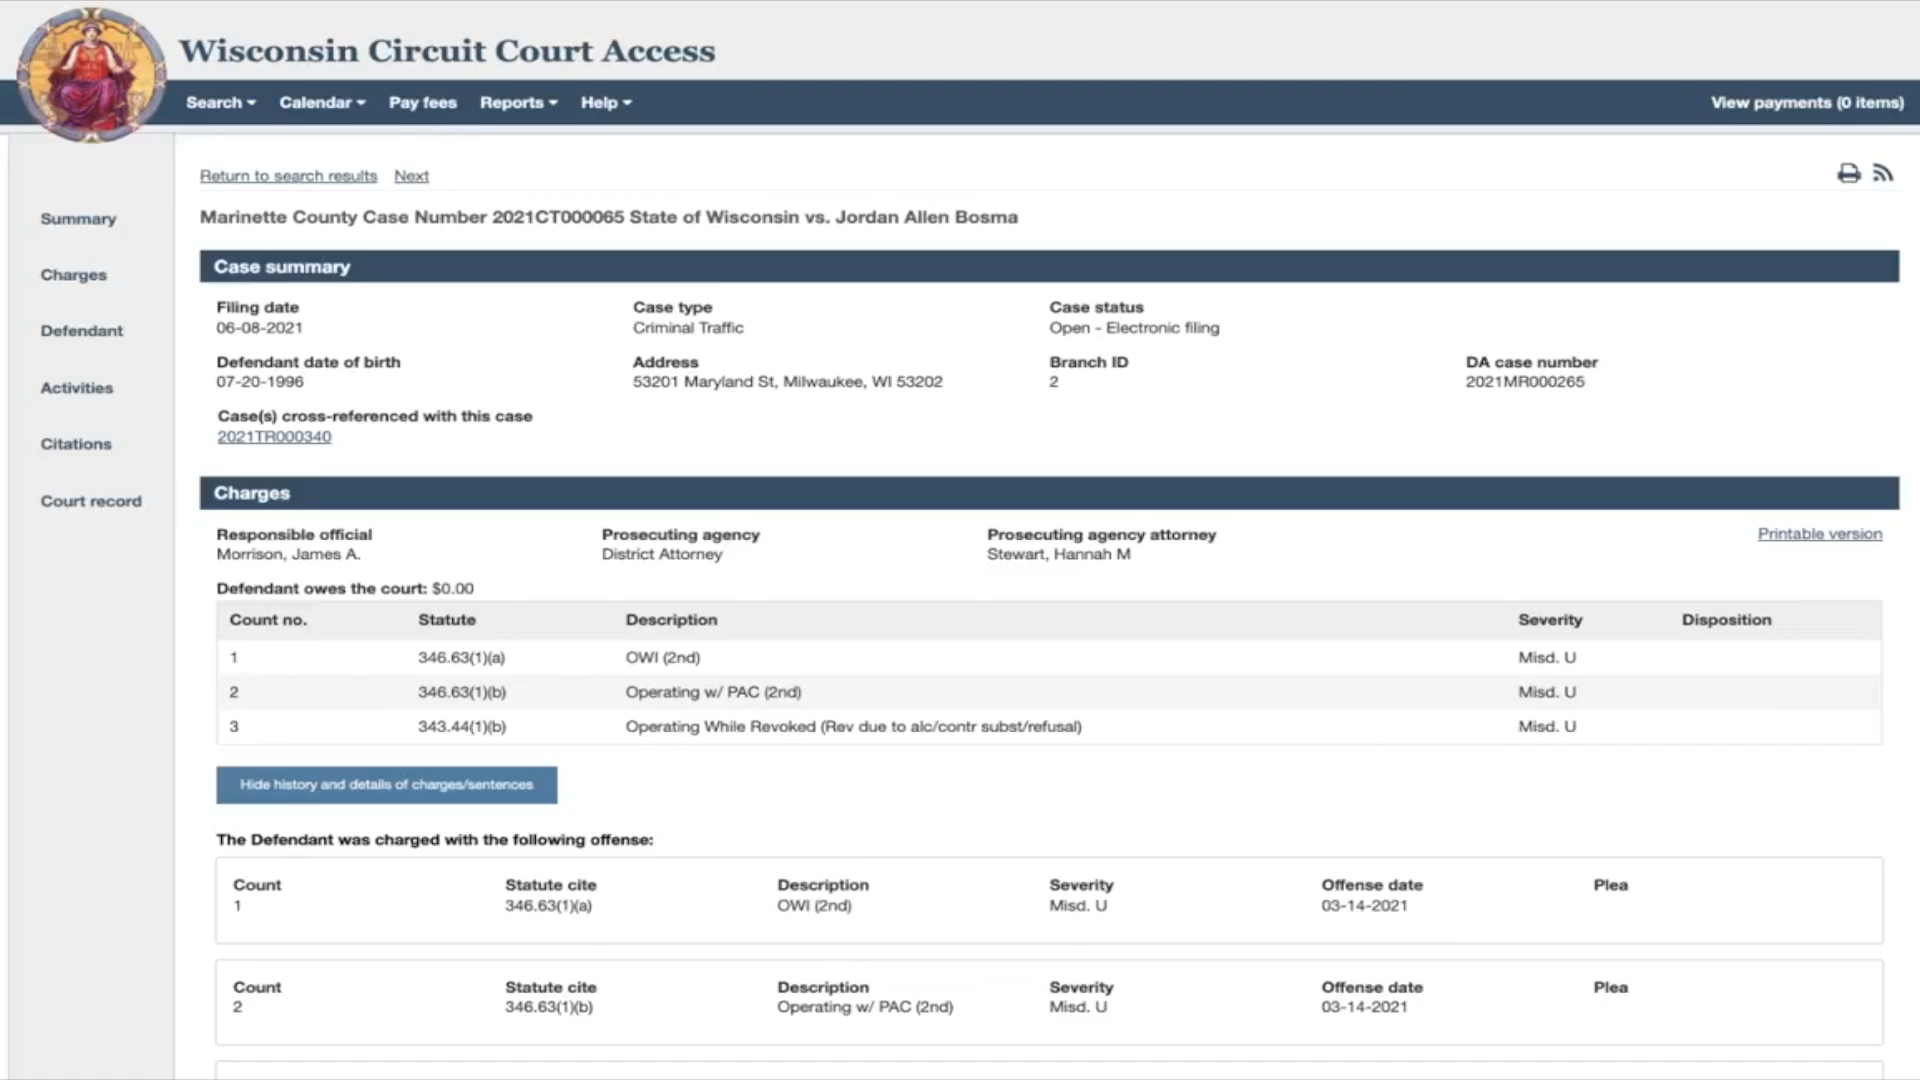 Wisconsin Circuit Court Access
Search Calendar Pay fees Reports Help View payments (0 items)
Return to search results Next
Marinette County Case Number 2021CT000065 State of Wisconsin vs. Jordan Allen Bosma
Summary
Charges
Defendant
Activities
Citations
Court record
Case summary
Filing date Case type Case status
06-08-2021 Criminal Traffic Open - Electronic filing
Defendant date of birth Address Branch ID DA case number
07-20-1996 53201 Maryland St, Milwaukee, WI 53202 2 2021MR000265
Case(s) cross-referenced with this case
2021TR000340
Charges
Responsible official Prosecuting agency Prosecuting agency attorney Printable version
Morrison, James A. District Attorney Stewart, Hannah M
Defendant owes the court: $0.00
Count no. Statute Description Severity Disposition
1 346.63(1)(a) OWI (2nd) Misd. U
2 346.63(1)(b) Operating w/ PAC (2nd) Misd. U
3 343.44(1)(b) Operating While Revoked (Rev due to alc/contr subst/refusal) Misd. U
Hide history and details of charges/sentences
The Defendant was charged with the following offense:
Count Statute cite Description Severity Offense date Plea
1 346.63(1)(a) OWI (2nd) Misd. U 03-14-2021
Count Statute cite Description Severity Offense date Plea
2 346.63(1)(b) Operating w/ PAC (2nd) Misd. U 03-14-2021